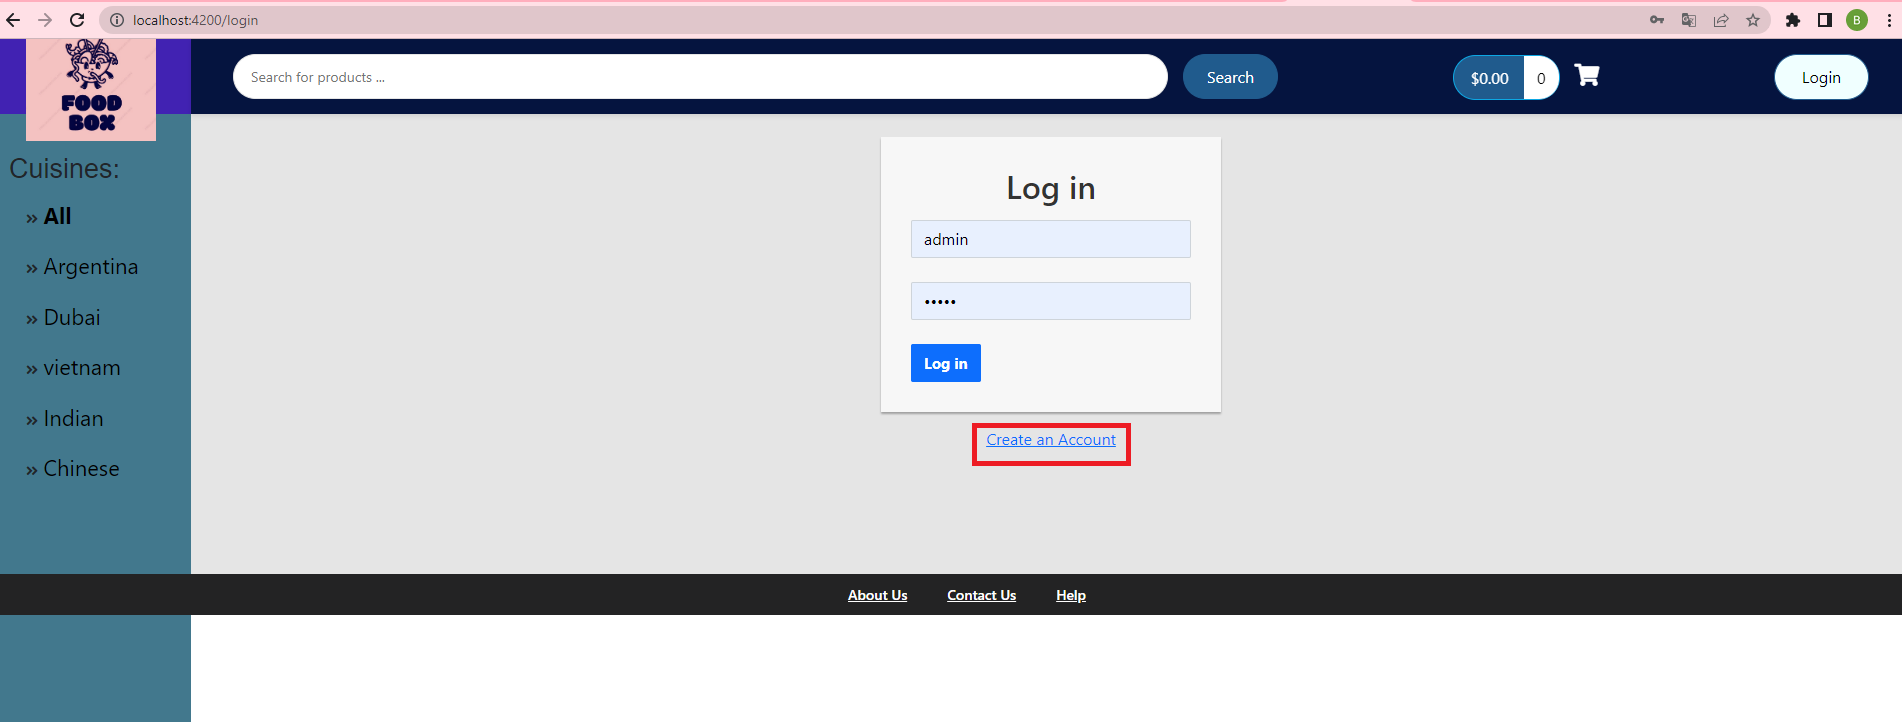 localhost:4200/login
B
FOOD
BOX
Search for products ...
Search
$0.00
0
Login
Cuisines:
» All
» Argentina
» Dubai
» vietnam
» Indian
» Chinese
Log in
admin
•••••
Log in
Create an Account
About Us Contact Us Help